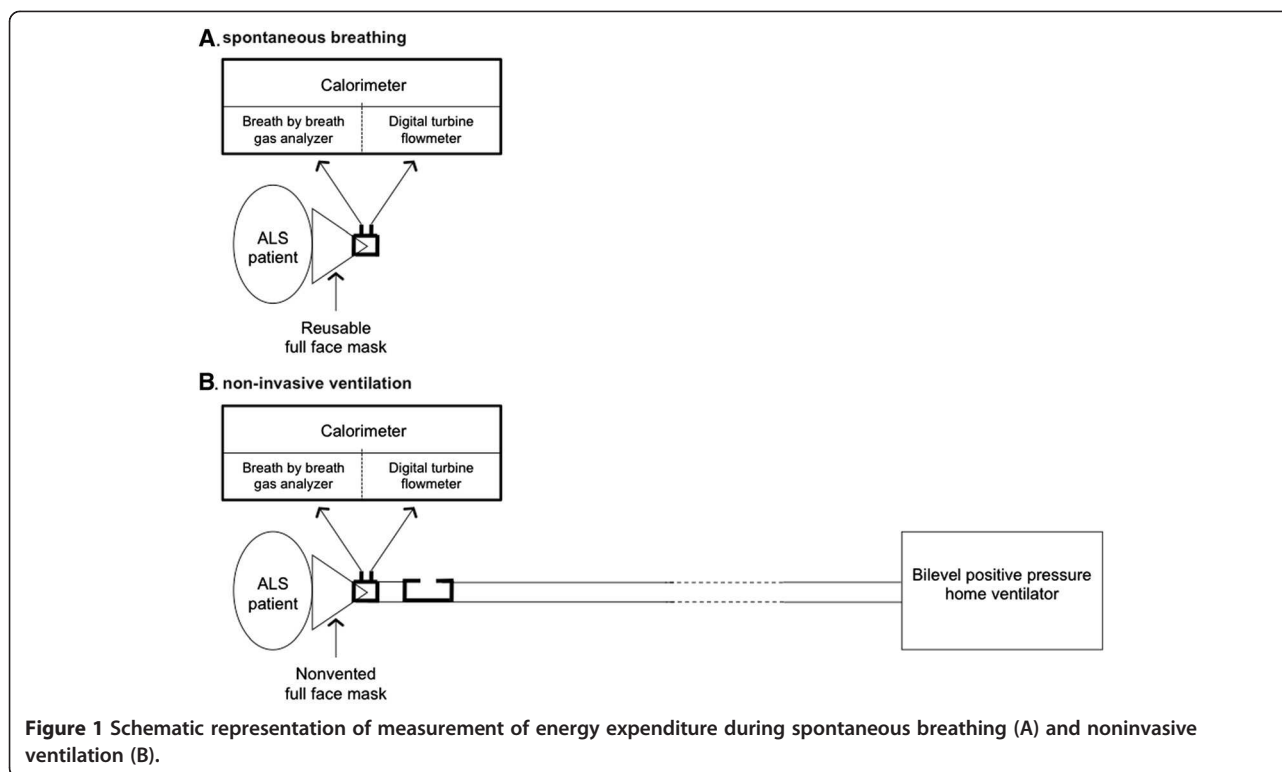 A. spontaneous breathing
Calorimeter
Breath by breath
gas analyzer
Digital turbine
flowmeter
ALS
patient
Reusable
full face mask
B. non-invasive ventilation
Calorimeter
Breath by breath
gas analyzer
Digital turbine
flowmeter
ALS
patient
Bilevel positive pressure
home ventilator
Nonvented
full face mask
Figure 1 Schematic representation of measurement of energy expenditure during spontaneous breathing (A) and noninvasive
ventilation (B).